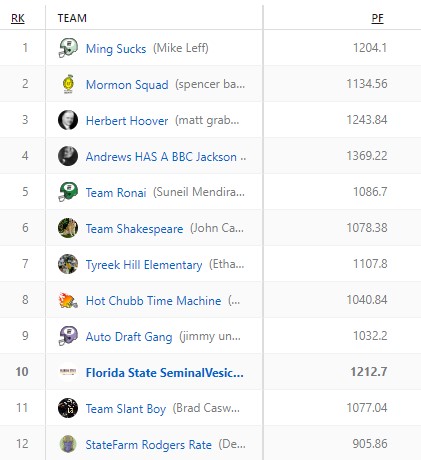 RK TEAM PF
1 Ming Sucks (Mike Leff) 1204.1
2 Mormon Squad (spencer ba... 1134.56
3 Herbert Hoover (matt grab... 1243.84
4 Andrews HAS A BBC Jackson .. 1369.22
5 Team Ronai (Suneil Mendira... 1086.7
6 Team Shakespeare (John Ca... 1078.38
7 Tyreek Hill Elementary (Etha... 1107.8
8 Hot Chubb Time Machine (... 1040.84
9 Auto Draft Gang (jimmy un... 1032.2
10 Florida State SeminalVesic... 1212.7
11 Team Slant Boy (Brad Casw... 1077.04
12 StateFarm Rodgers Rate (De... 905.86